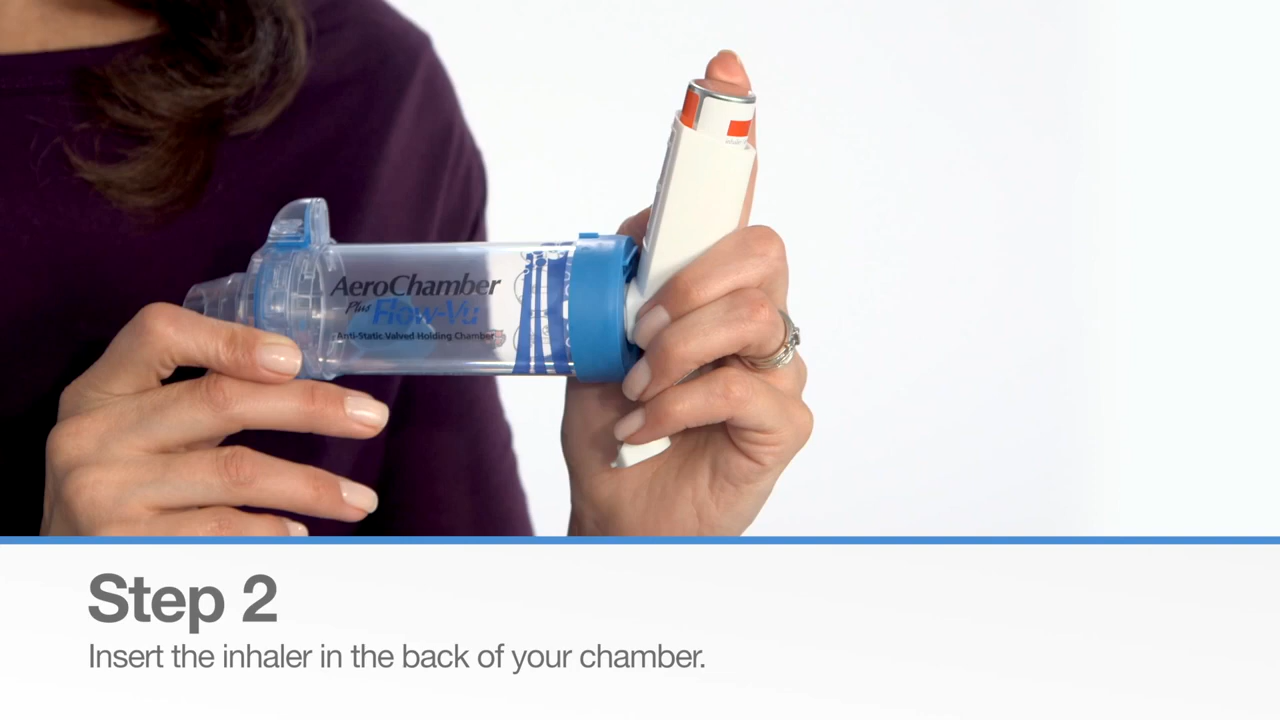 AeroChamber
Plus Flow-Vu
Anti-Static Valved Holding Chamber
Step 2
Insert the inhaler in the back of your chamber.